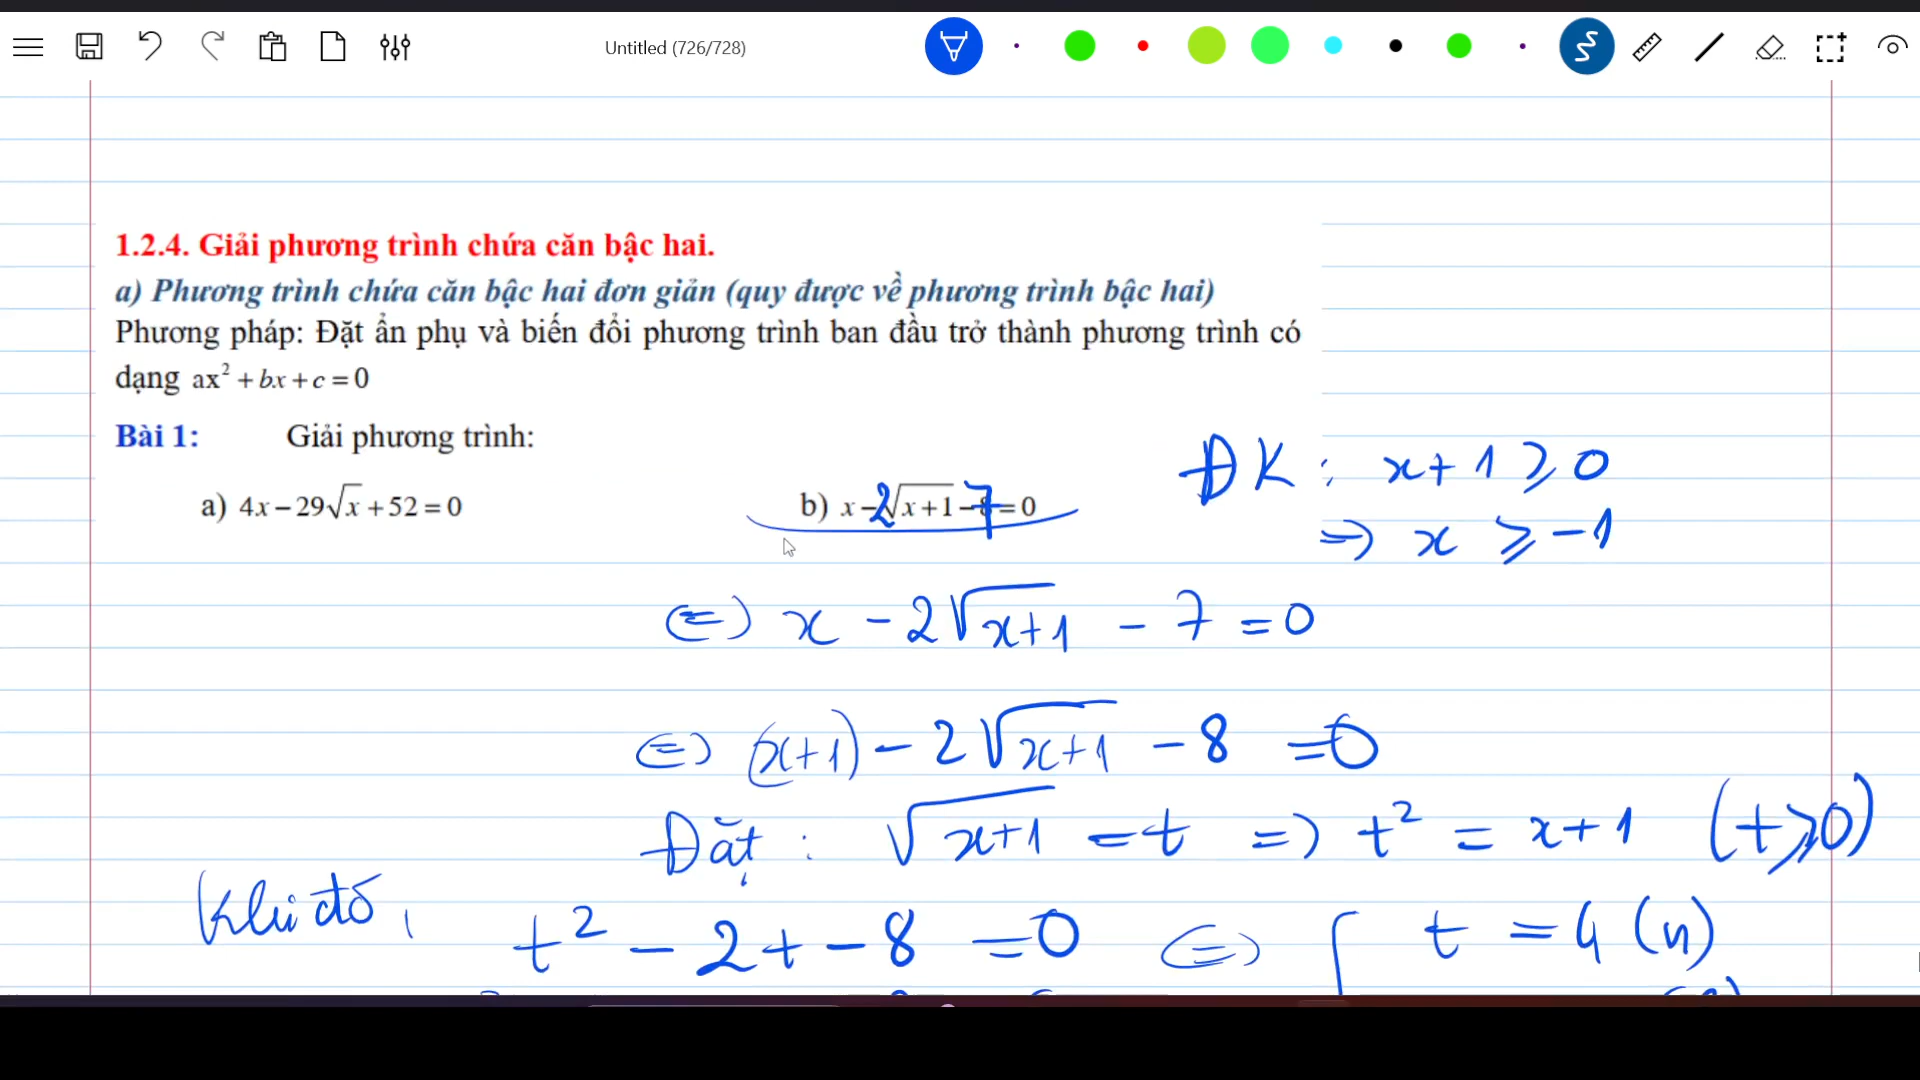 Untitled (726/728)
1.2.4. Giải phương trình chứa căn bậc hai.
a) Phương trình chứa căn bậc hai đơn giản (quy được về phương trình bậc hai)
Phương pháp: Đặt ẩn phụ và biến đổi phương trình ban đầu trở thành phương trình có
dạng ax² + bx + c = 0
Bài 1: Giải phương trình:
ĐK : x + 1 ≥ 0
a) 4x − 29√x + 52 = 0
b) x − 2√(x+1) − 7 = 0
=> x ≥ −1
<=> x − 2√(x+1) − 7 = 0
<=> (x+1) − 2√(x+1) − 8 = 0
Đặt : √(x+1) = t => t² = x + 1 (t ≥ 0)
Khi đó,
t² − 2t − 8 = 0 <=> [ t = 4 (n)